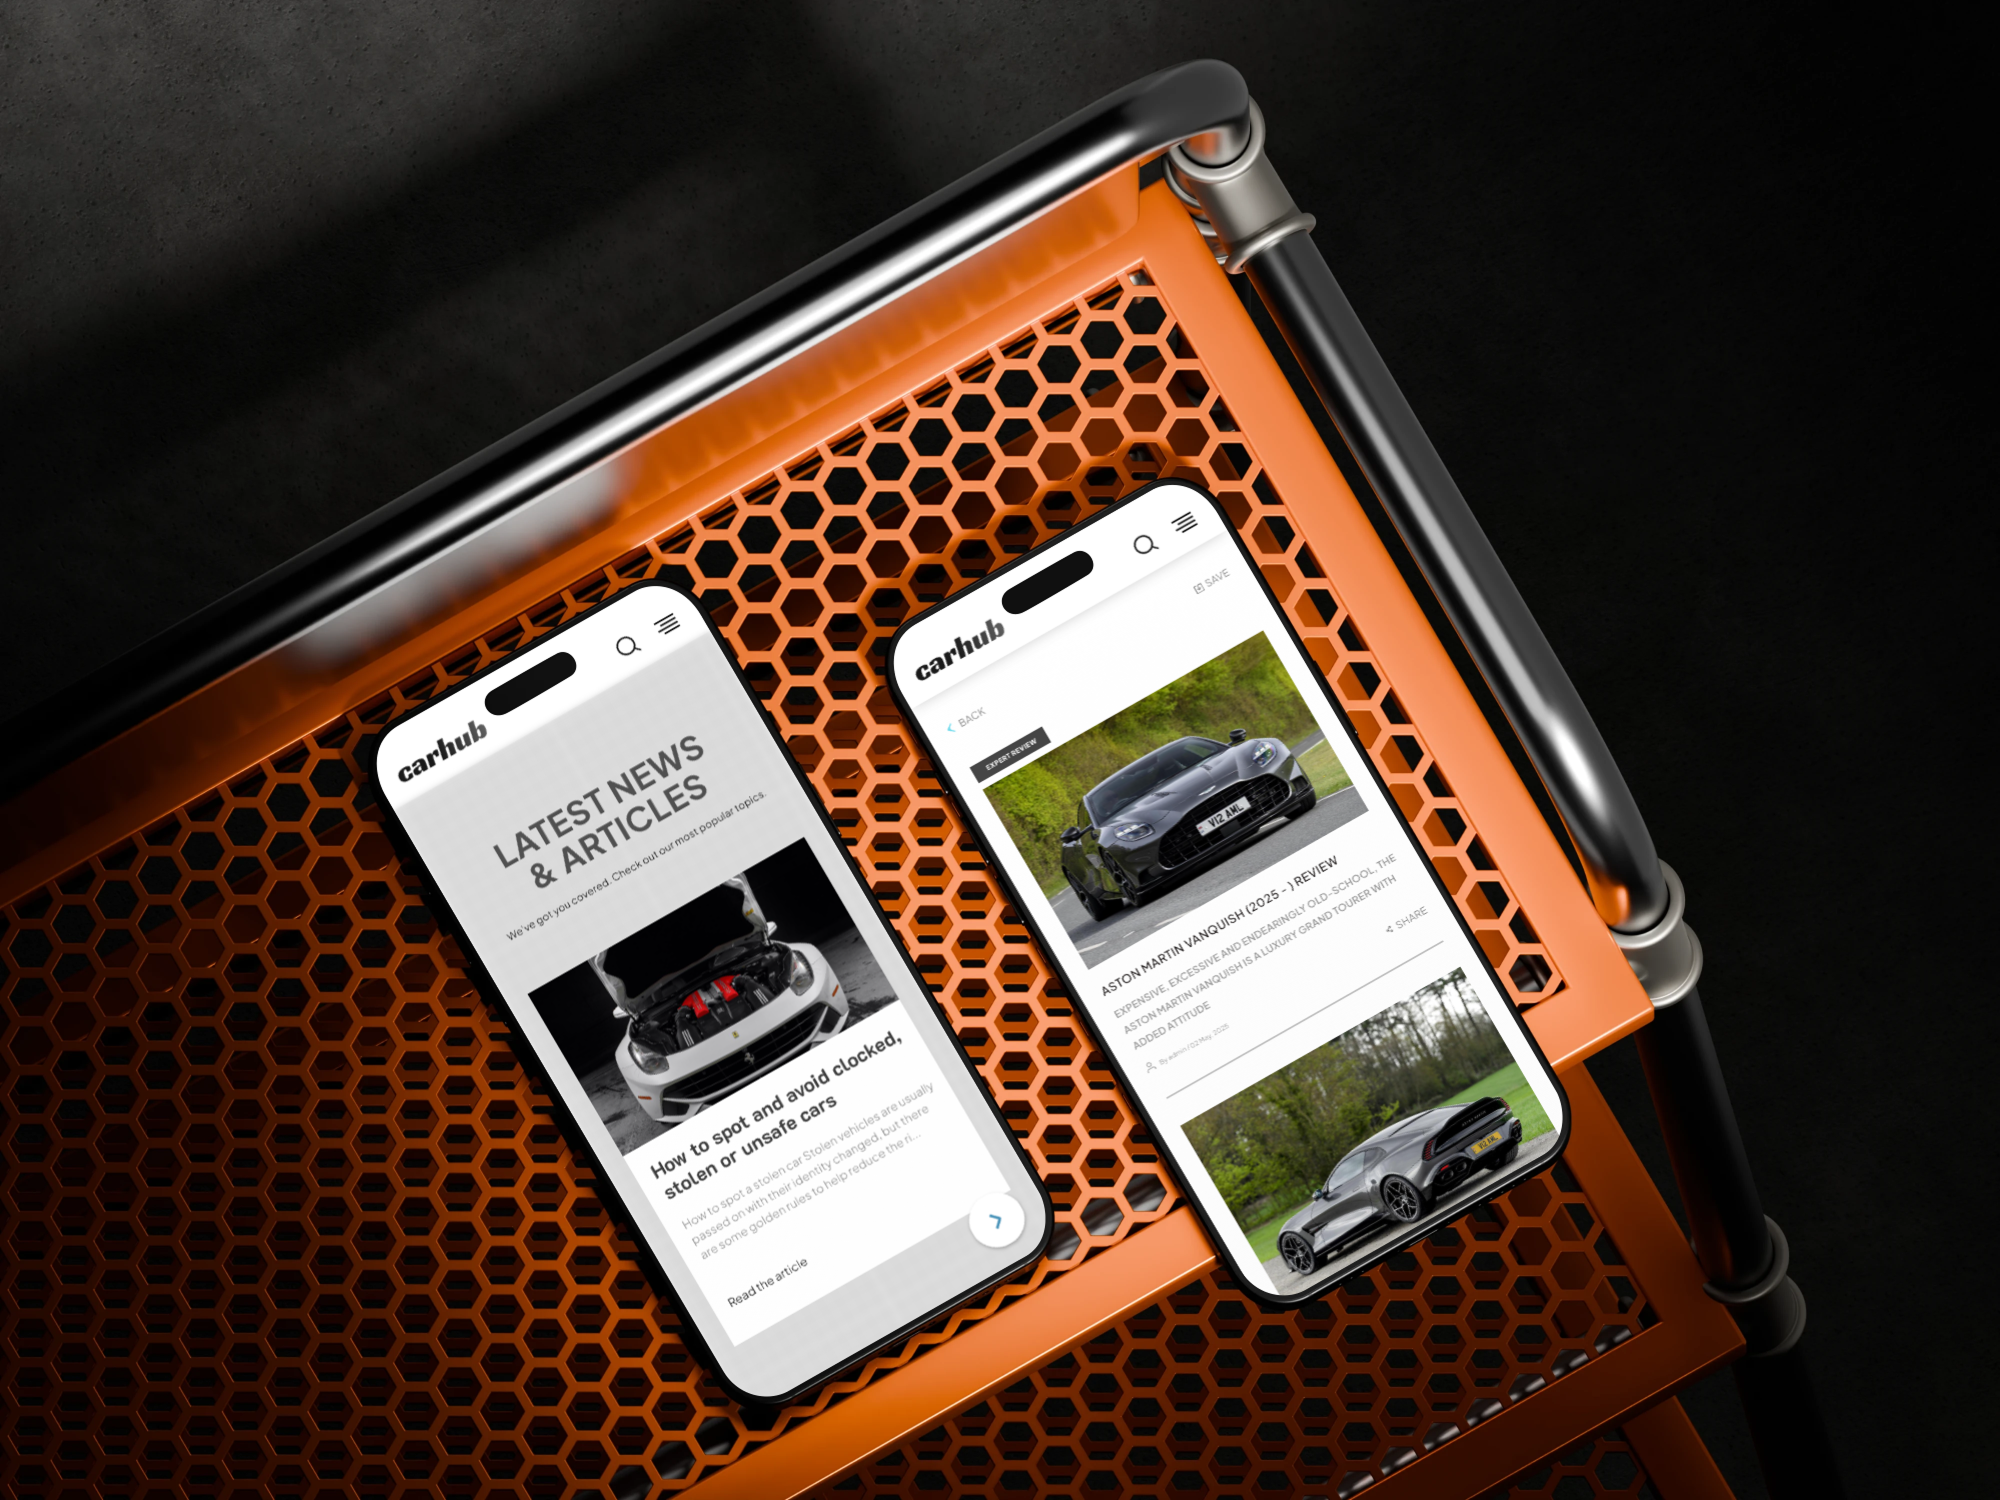 carhub
LATEST NEWS
& ARTICLES
We've got you covered. Check out our most popular topics.
How to spot and avoid clocked,
stolen or unsafe cars
How to spot a stolen car Stolen vehicles are usually
passed on with their identity changed, but there
are some golden rules to help reduce the ri...
Read the article
carhub
SAVE
BACK
EXPERT REVIEW
V12 AML
ASTON MARTIN VANQUISH (2025 - ) REVIEW
EXPENSIVE, EXCESSIVE AND ENDEARINGLY OLD-SCHOOL, THE
ASTON MARTIN VANQUISH IS A LUXURY GRAND TOURER WITH
ADDED ATTITUDE
SHARE
By admin / 02 May 2025